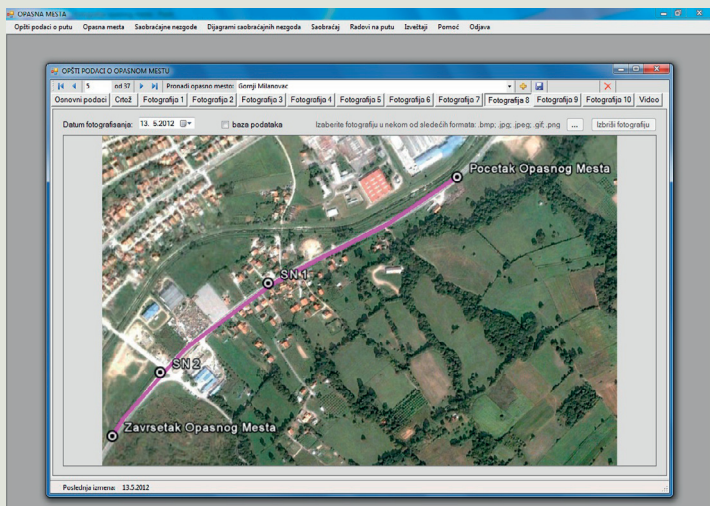 OPASNA MESTA
Opšti podaci o putu Opasna mesta Saobraćajne nezgode Dijagrami saobraćajnih nezgoda Saobraćaj Radovi na putu Izveštaji Pomoć Odjava
OPŠTI PODACI O OPASNOM MESTU
5 od 37 Pronađi opasno mesto: Gornji Milanovac
Osnovni podaci Crtež Fotografija 1 Fotografija 2 Fotografija 3 Fotografija 4 Fotografija 5 Fotografija 6 Fotografija 7 Fotografija 8 Fotografija 9 Fotografija 10 Video
Datum fotografisanja: 13. 5.2012 baza podataka Izaberite fotografiju u nekom od sledećih formata: .bmp; .jpg; .jpeg; .gif; .png ... Izbriši fotografiju
Pocetak Opasnog Mesta
SN 1
SN 2
Zavrsetak Opasnog Mesta
Poslednja izmena: 13.5.2012